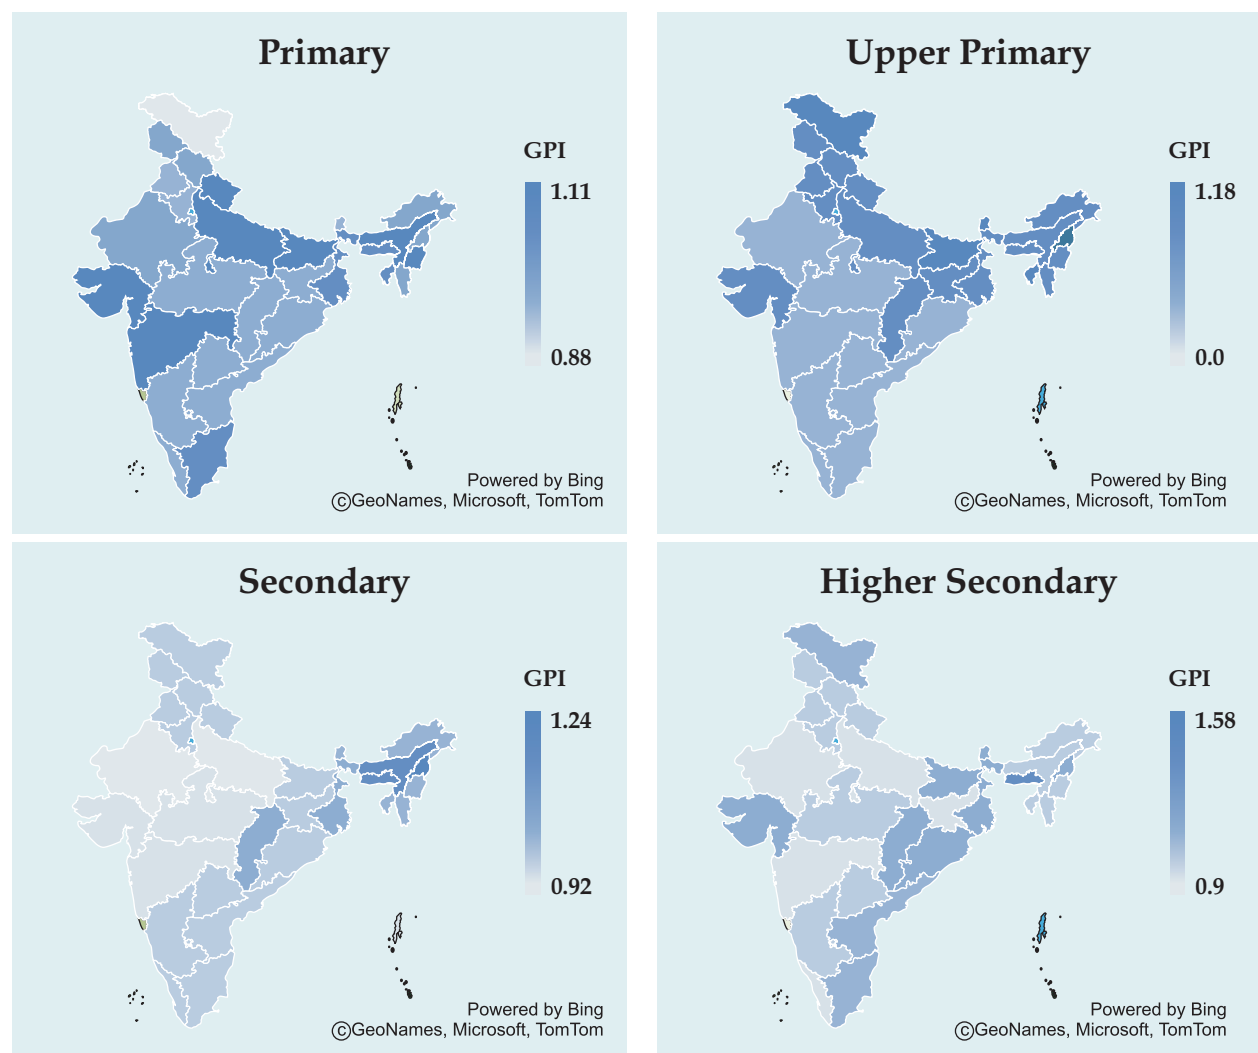 Primary
GPI
1.11
0.88
Powered by Bing
©GeoNames, Microsoft, TomTom
Upper Primary
GPI
1.18
0.0
Powered by Bing
©GeoNames, Microsoft, TomTom
Secondary
GPI
1.24
0.92
Powered by Bing
©GeoNames, Microsoft, TomTom
Higher Secondary
GPI
1.58
0.9
Powered by Bing
©GeoNames, Microsoft, TomTom